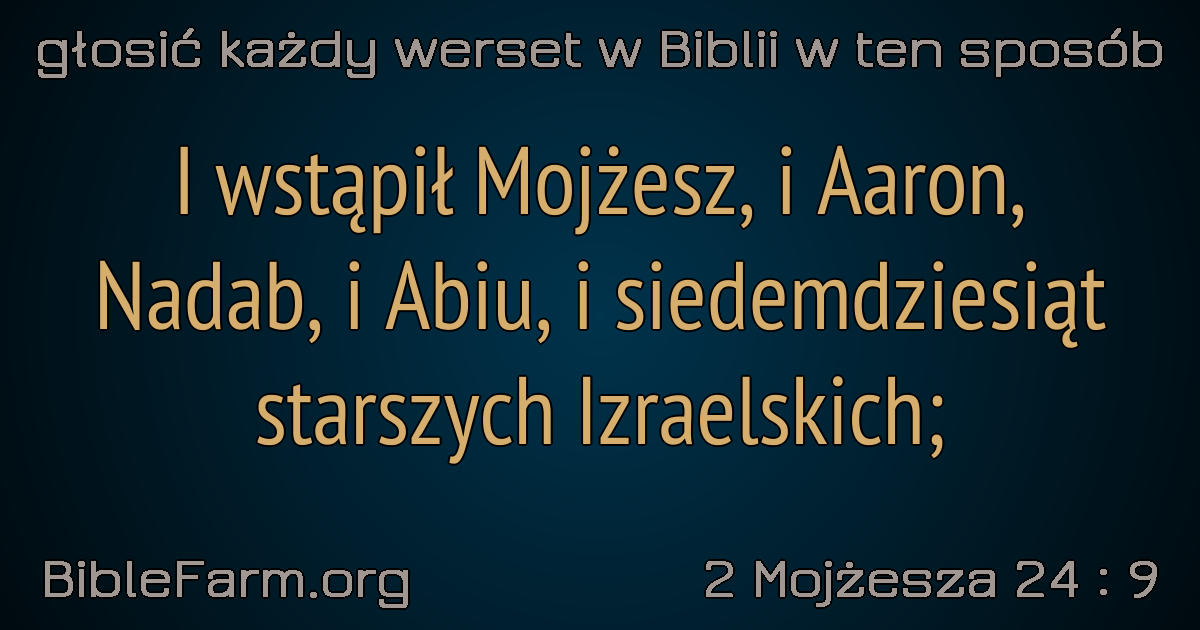 głosić każdy werset w Biblii w ten sposób
I wstąpił Mojżesz, i Aaron,
Nadab, i Abiu, i siedemdziesiąt
starszych Izraelskich;
BibleFarm.org
2 Mojżesza 24 : 9